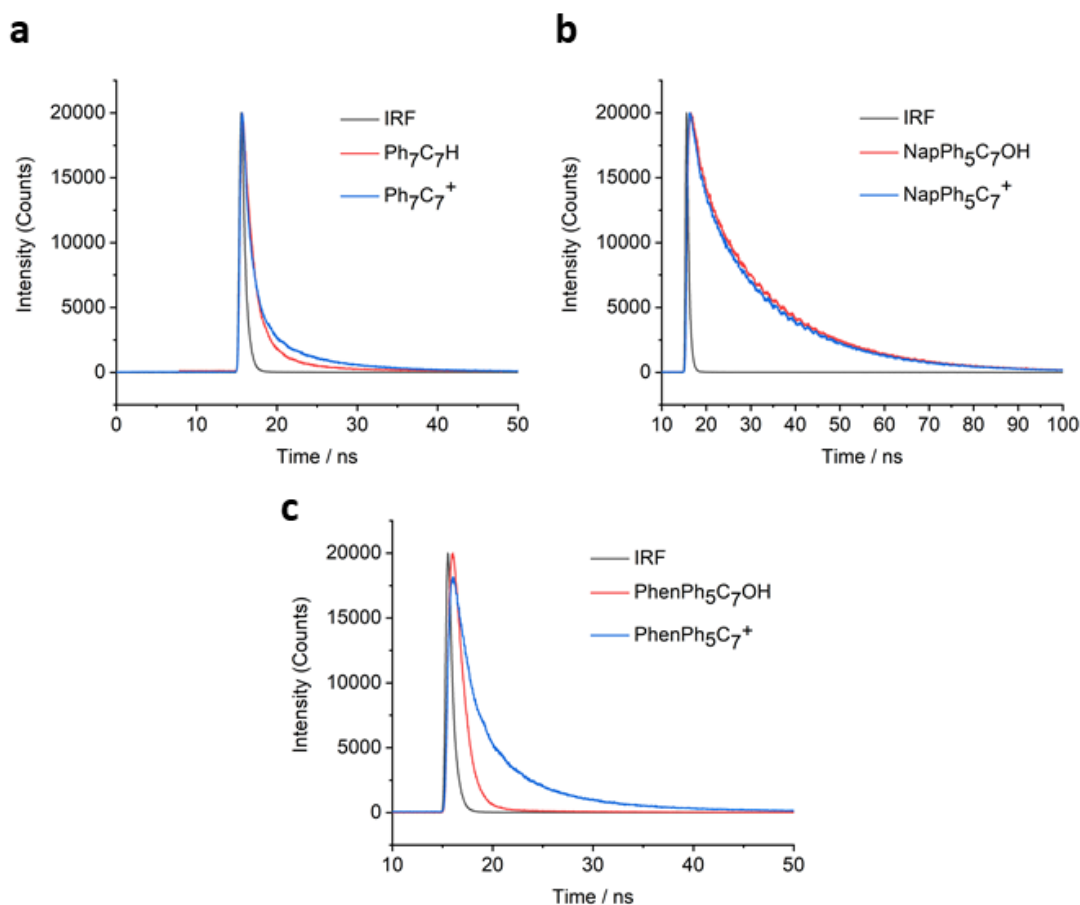 a
Intensity (Counts)
20000
15000
10000
5000
0
0 10 20 30 40 50
Time / ns
IRF
Ph₇C₇H
Ph₇C₇⁺
b
Intensity (Counts)
20000
15000
10000
5000
0
10 20 30 40 50 60 70 80 90 100
Time / ns
IRF
NapPh₅C₇OH
NapPh₅C₇⁺
c
Intensity (Counts)
20000
15000
10000
5000
0
10 20 30 40 50
Time / ns
IRF
PhenPh₅C₇OH
PhenPh₅C₇⁺